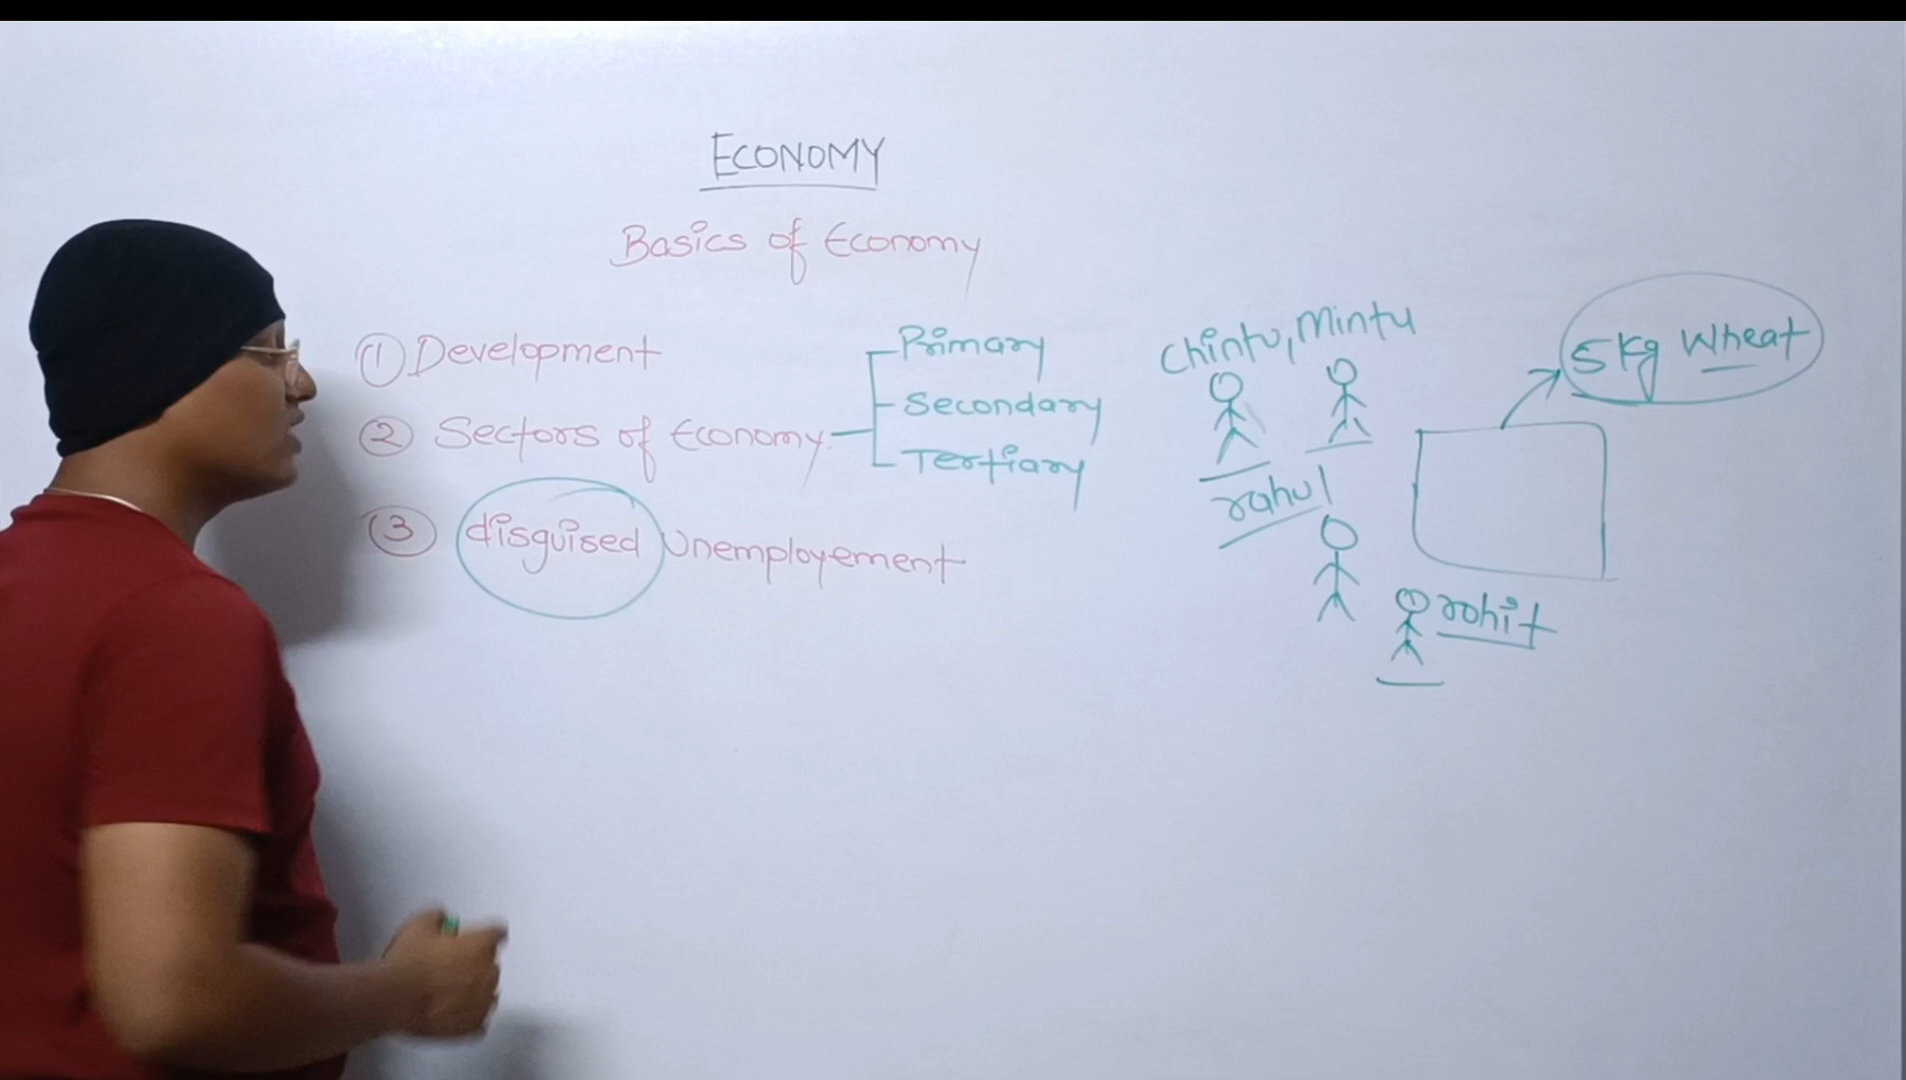 ECONOMY
Basics of Economy
① Development
② Sectors of Economy
Primary
Secondary
Tertiary
③ disguised Unemployement
Chintu, Mintu
rahul
rohit
5 Kg Wheat